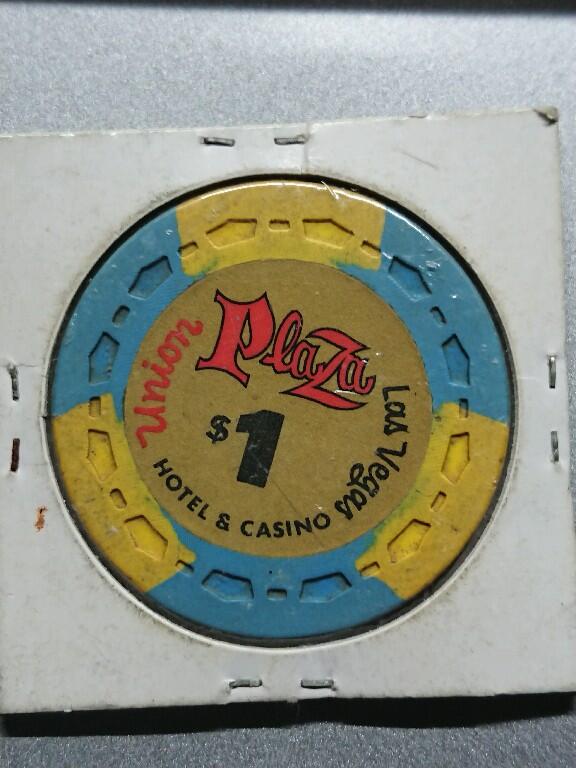 Union
Plaza
$1
Las Vegas
HOTEL & CASINO